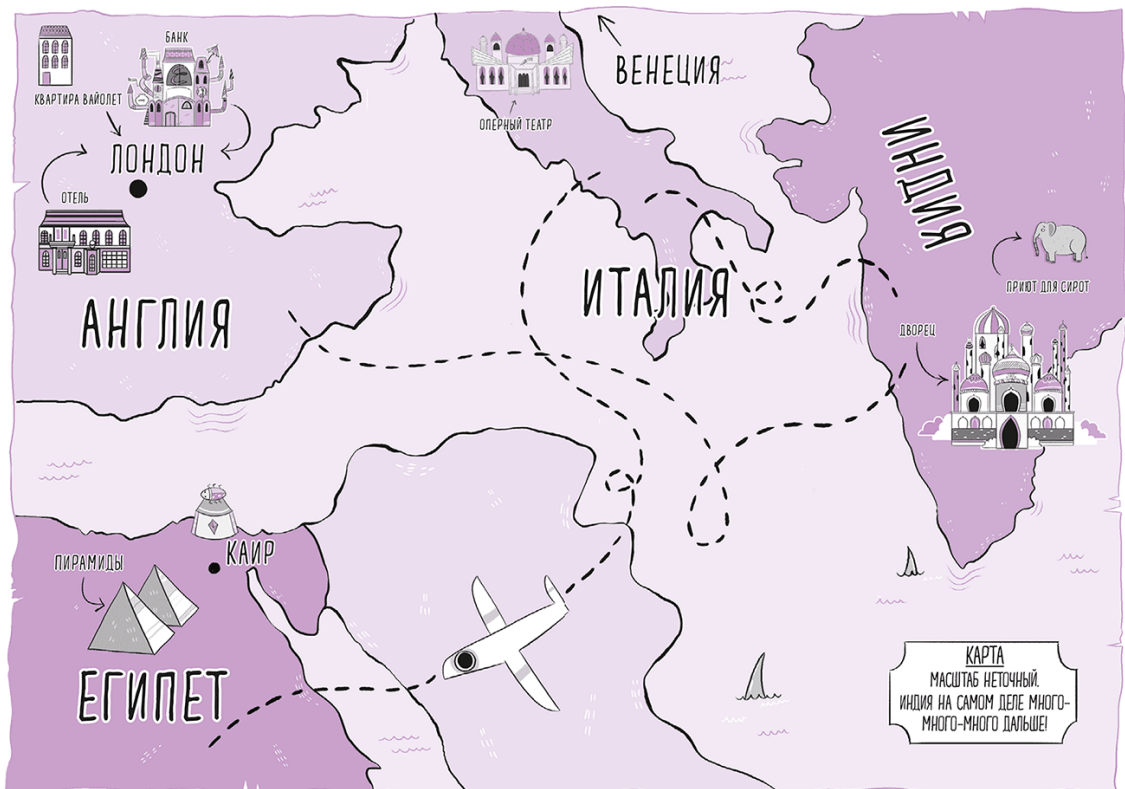 БАНК
КВАРТИРА ВАЙОЛЕТ
ЛОНДОН
ОТЕЛЬ
АНГЛИЯ
ОПЕРНЫЙ ТЕАТР
ВЕНЕЦИЯ
ИТАЛИЯ
ИНДИЯ
ПРИЮТ ДЛЯ СИРОТ
ДВОРЕЦ
КАИР
ПИРАМИДЫ
ЕГИПЕТ
КАРТА
МАСШТАБ НЕТОЧНЫЙ.
ИНДИЯ НА САМОМ ДЕЛЕ МНОГО-
МНОГО-МНОГО ДАЛЬШЕ!